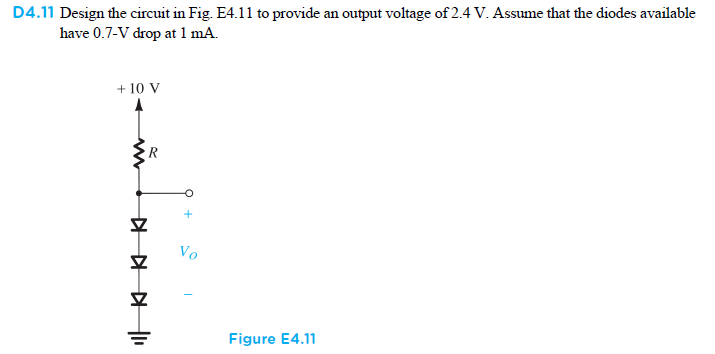 D4.11 Design the circuit in Fig. E4.11 to provide an output voltage of 2.4 V. Assume that the diodes available
have 0.7-V drop at 1 mA.
+ 10 V
R
+
VO
−
Figure E4.11